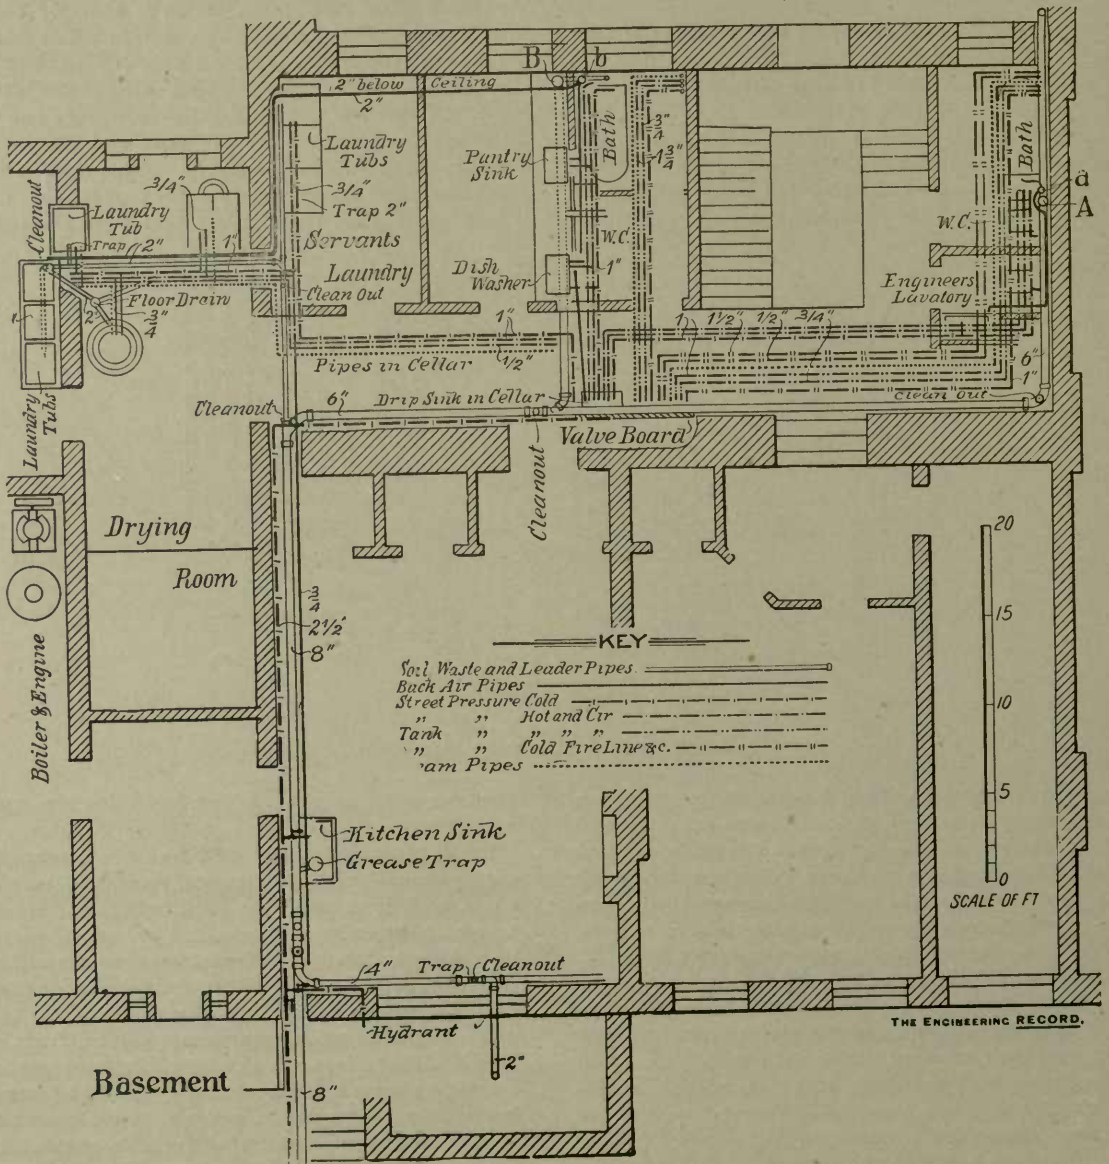 B b
2" below Ceiling
2"
Laundry
Tubs
3/4"
Trap 2"
Servants
Laundry
Clean Out
Pantry
Sink
Bath
3/4"
1 3/4"
W.C.
Dish
Washer
1"
Bath
a
A
W.C.
Engineers
Lavatory
Cleanout
3/4"
Laundry
Tub
Trap 2" 1"
Floor Drain
2"
3/4"
Laundry
Tubs
1"
1/2"
Pipes in Cellar
1 1 1/2" 1/2" 3/4"
6"
1"
Clean Out
Cleanout
6"
Drip Sink in Cellar
Valve Board
Cleanout
Drying
Room
Boiler & Engine
3/4
2 1/2"
8"
KEY
Soil Waste and Leader Pipes
Back Air Pipes
Street Pressure Cold
" " Hot and Cir
Tank " " " "
" " Cold Fire Line &c.
am Pipes
20
15
10
5
0
SCALE OF FT
Kitchen Sink
Grease Trap
4"
Trap Cleanout
Hydrant
2"
THE ENGINEERING RECORD.
Basement
8"